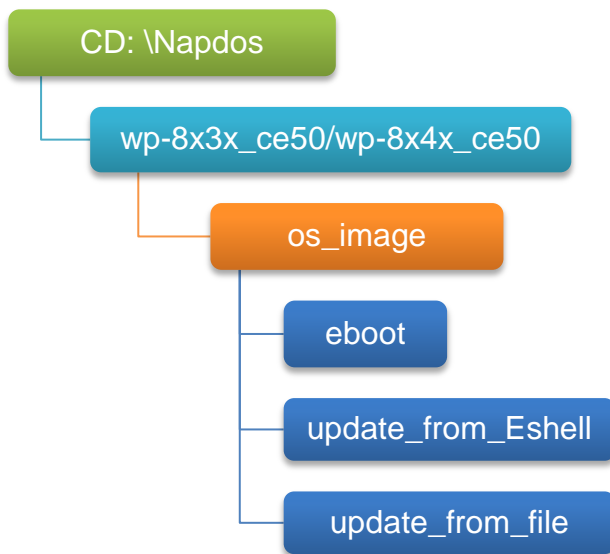 CD: \Napdos
wp-8x3x_ce50/wp-8x4x_ce50
os_image
eboot
update_from_Eshell
update_from_file